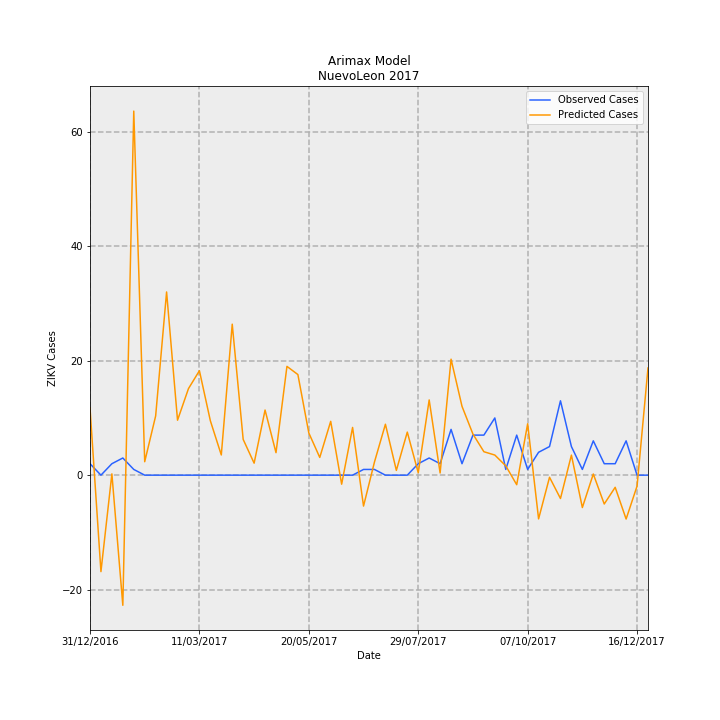 Arimax Model
NuevoLeon 2017
Observed Cases
Predicted Cases
60
40
20
0
−20
ZIKV Cases
31/12/2016 11/03/2017 20/05/2017 29/07/2017 07/10/2017 16/12/2017
Date